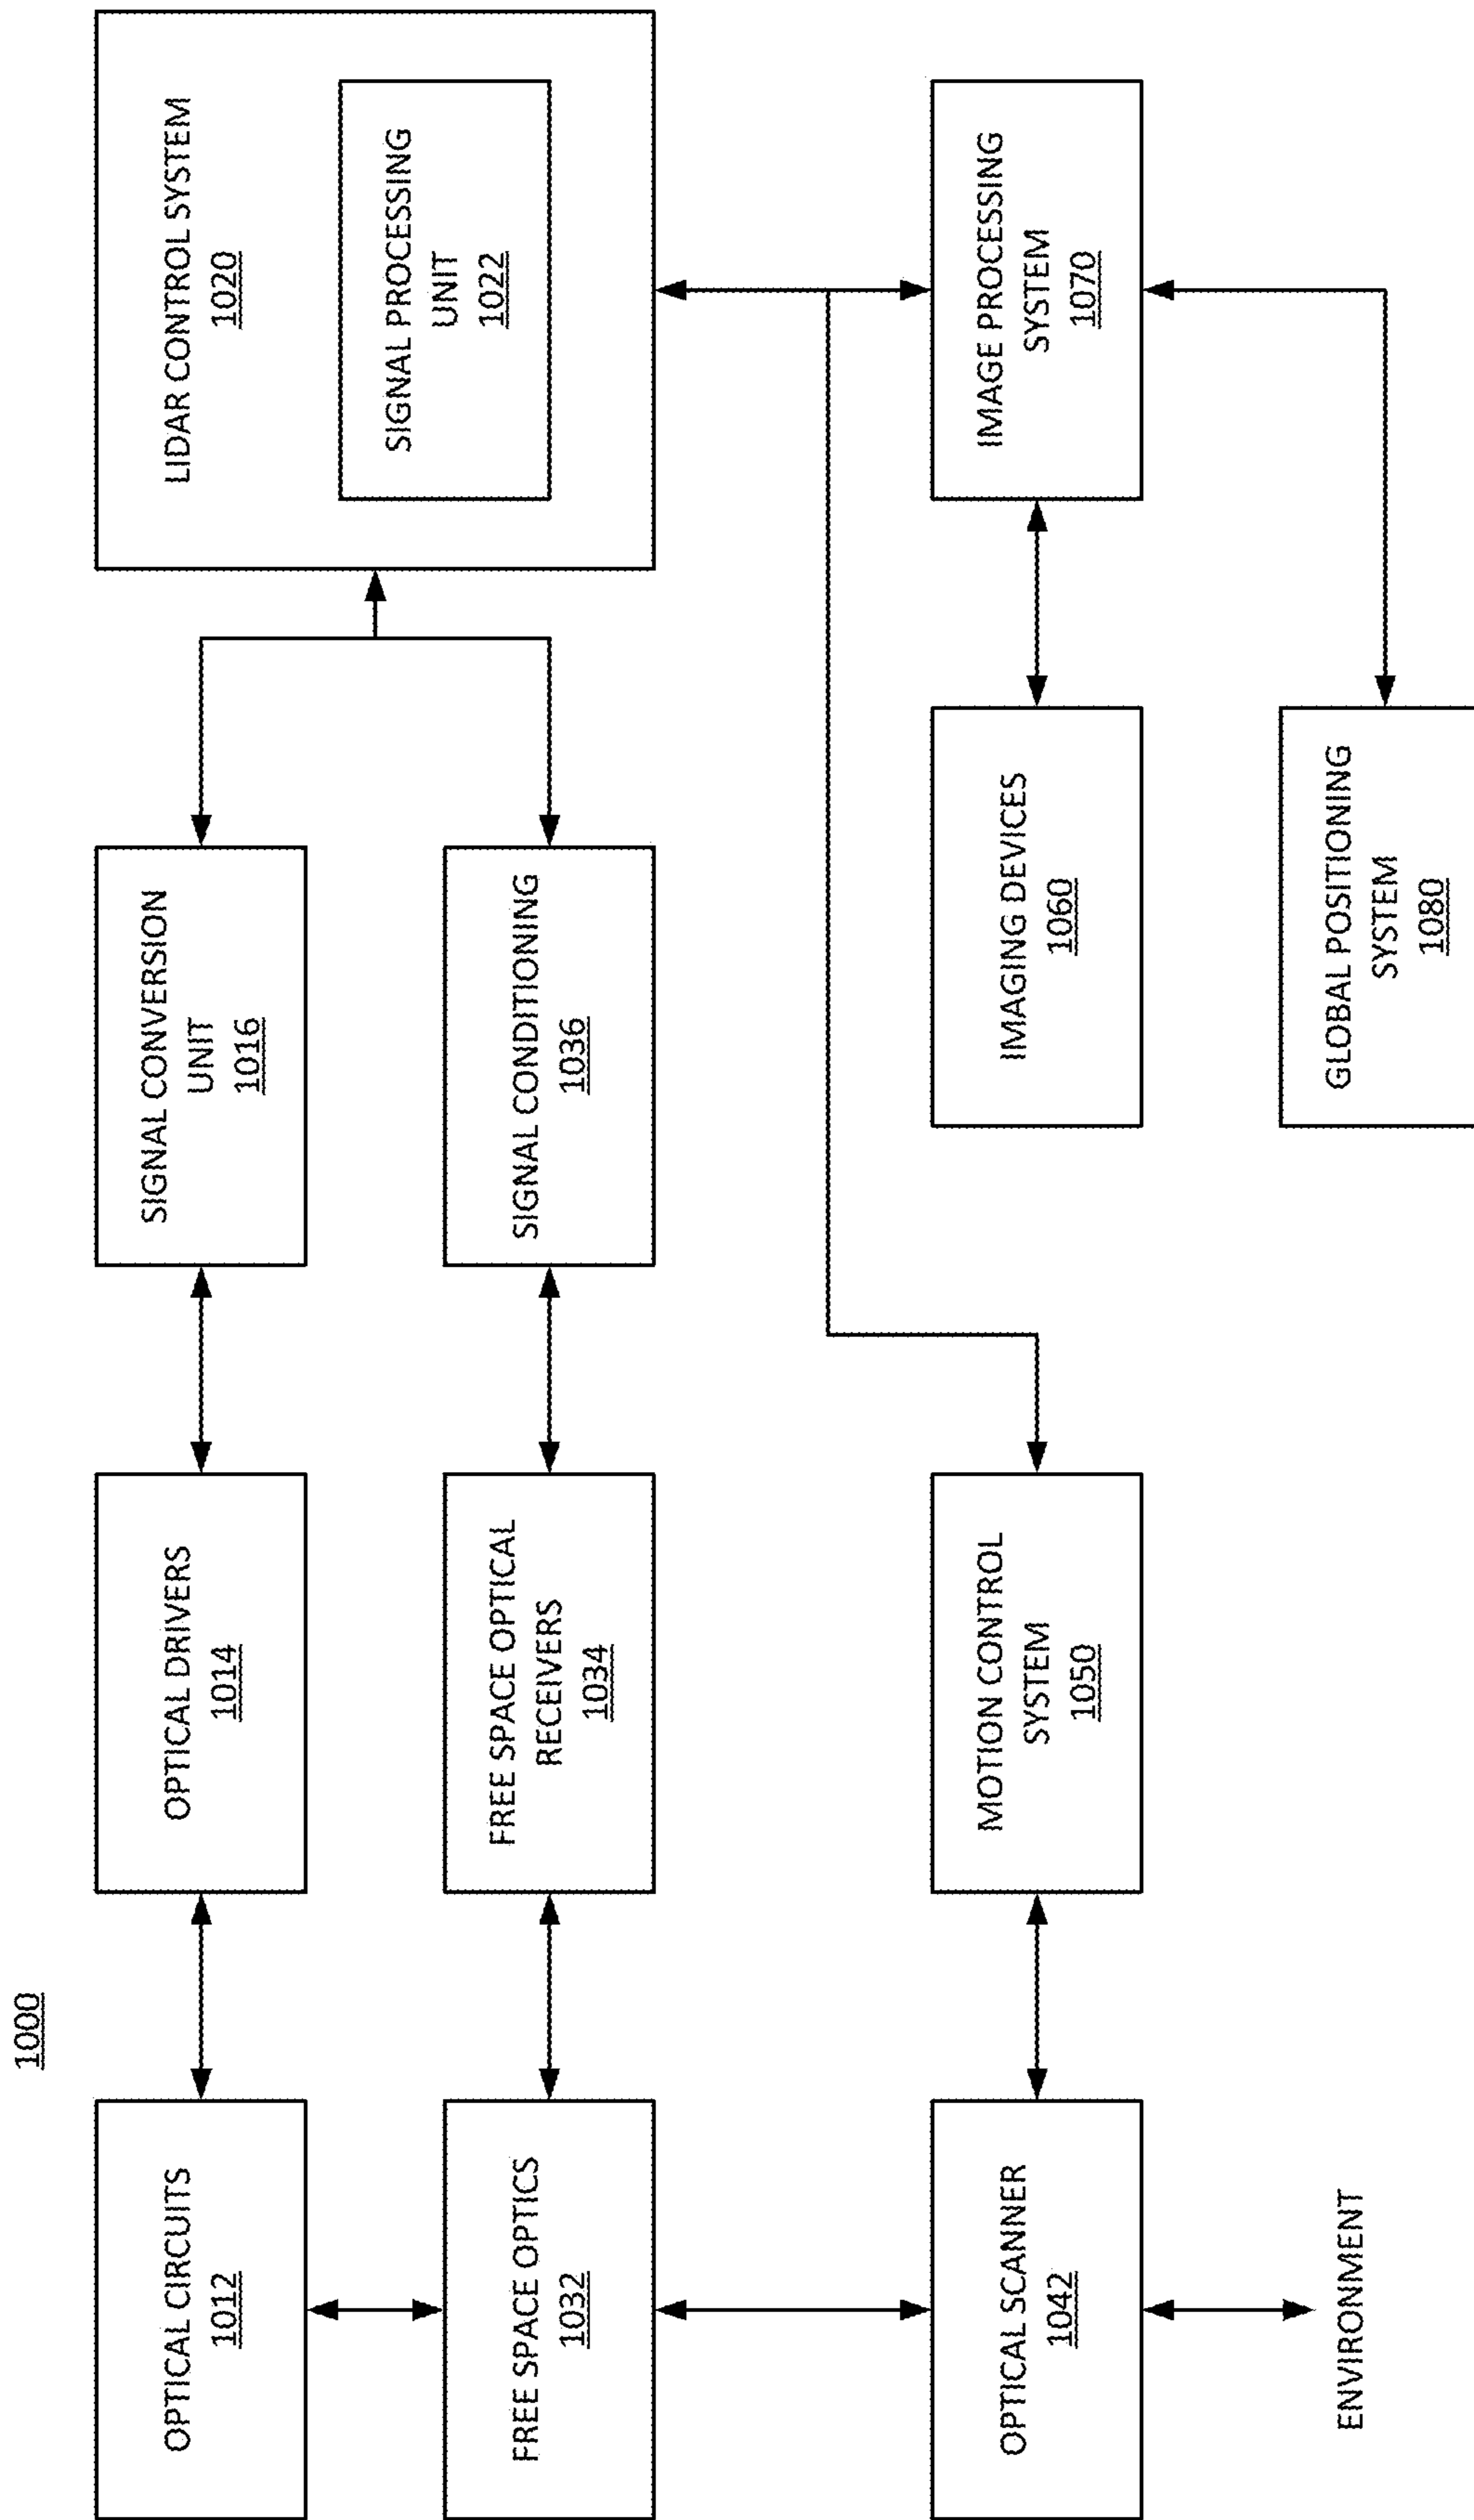 1000
OPTICAL CIRCUITS
1012
OPTICAL DRIVERS
1014
SIGNAL CONVERSION
UNIT
1016
LIDAR CONTROL SYSTEM
1020
SIGNAL PROCESSING
UNIT
1022
FREE SPACE OPTICS
1032
FREE SPACE OPTICAL
RECEIVERS
1034
SIGNAL CONDITIONING
1036
OPTICAL SCANNER
1042
MOTION CONTROL
SYSTEM
1050
IMAGING DEVICES
1060
IMAGE PROCESSING
SYSTEM
1070
ENVIRONMENT
GLOBAL POSITIONING
SYSTEM
1080